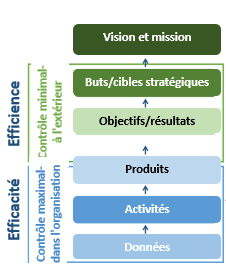 Vision et mission
Buts/cibles stratégiques
Objectifs/résultats
Produits
Activités
Données
Efficience
Contrôle minimal-
à l'extérieur
Efficacité
Contrôle maximal-
dans l'organisation